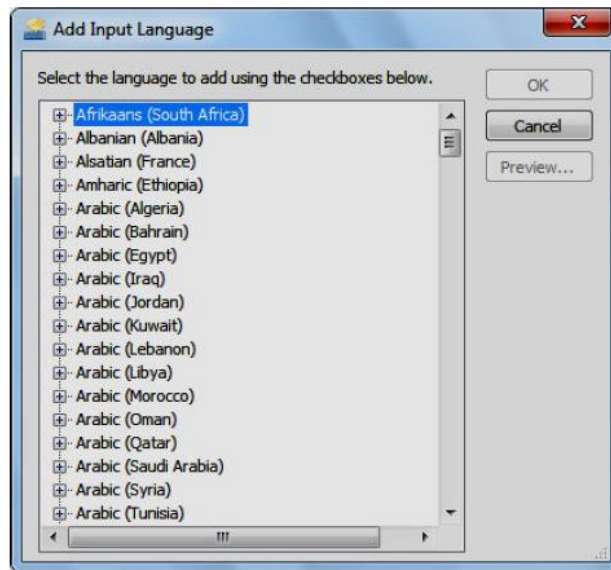 Add Input Language
Select the language to add using the checkboxes below.
Afrikaans (South Africa)
Albanian (Albania)
Alsatian (France)
Amharic (Ethiopia)
Arabic (Algeria)
Arabic (Bahrain)
Arabic (Egypt)
Arabic (Iraq)
Arabic (Jordan)
Arabic (Kuwait)
Arabic (Lebanon)
Arabic (Libya)
Arabic (Morocco)
Arabic (Oman)
Arabic (Qatar)
Arabic (Saudi Arabia)
Arabic (Syria)
Arabic (Tunisia)
OK
Cancel
Preview...